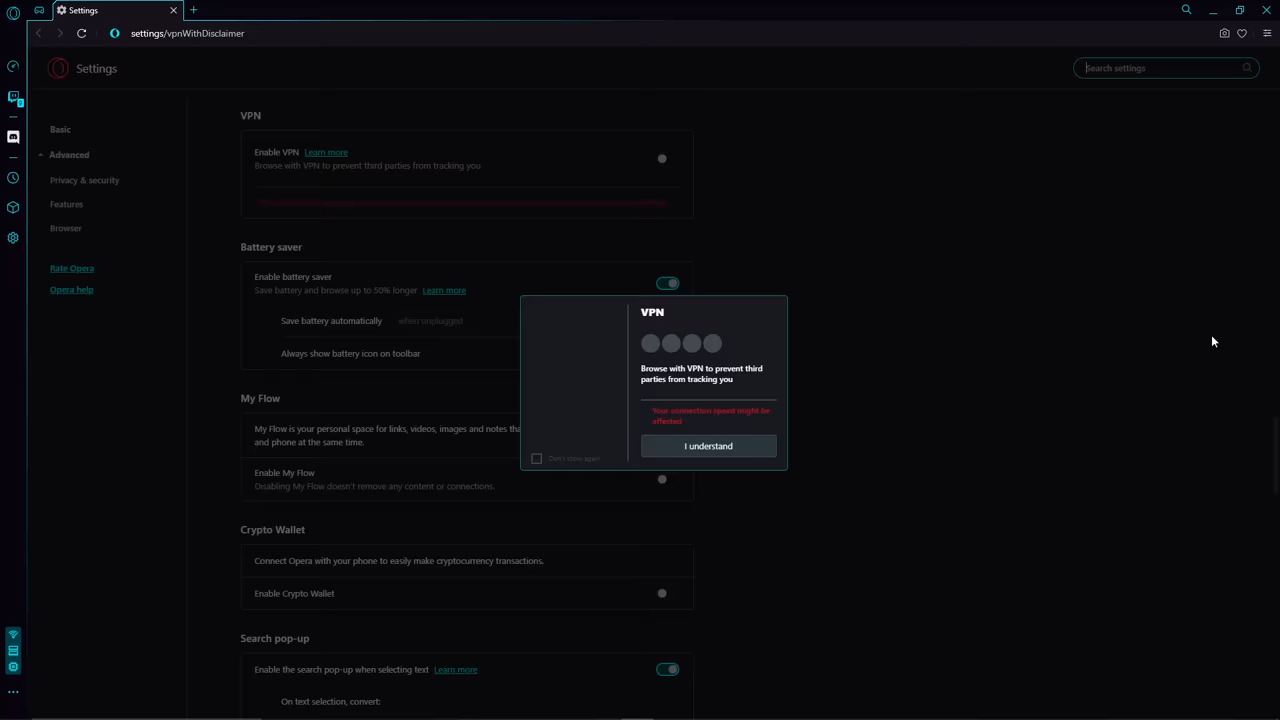 Settings
settings/vpnWithDisclaimer
Settings
Search settings
Basic
Advanced
Privacy & security
Features
Browser
Rate Opera
Opera help
VPN
Enable VPN Learn more
Browse with VPN to prevent third parties from tracking you
Battery saver
Enable battery saver
Save battery and browse up to 50% longer Learn more
Save battery automatically when unplugged
Always show battery icon on toolbar
My Flow
My Flow is your personal space for links, videos, images and notes tha
and phone at the same time.
Enable My Flow
Disabling My Flow doesn't remove any content or connections.
Crypto Wallet
Connect Opera with your phone to easily make cryptocurrency transactions.
Enable Crypto Wallet
Search pop-up
Enable the search pop-up when selecting text Learn more
On text selection, convert:
VPN
Browse with VPN to prevent third
parties from tracking you
Your connection speed might be
affected
I understand
Don't show again